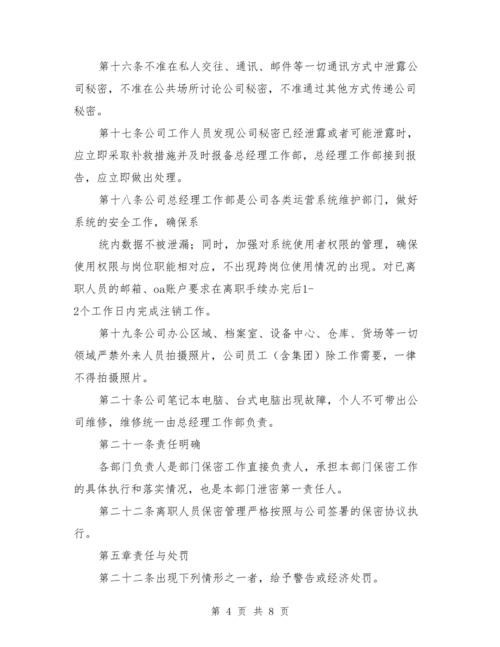 第十六条不准在私人交往、通讯、邮件等一切通讯方式中泄露公
司秘密，不准在公共场所讨论公司秘密，不准通过其他方式传递公司
秘密。
第十七条公司工作人员发现公司秘密已经泄露或者可能泄露时，
应立即采取补救措施并及时报备总经理工作部，总经理工作部接到报
告，应立即做出处理。
第十八条公司总经理工作部是公司各类运营系统维护部门，做好
系统的安全工作，确保系
统内数据不被泄漏；同时，加强对系统使用者权限的管理，确保
使用权限与岗位职能相对应，不出现跨岗位使用情况的出现。对已离
职人员的邮箱、oa账户要求在离职手续办完后1-
2个工作日内完成注销工作。
第十九条公司办公区域、档案室、设备中心、仓库、货场等一切
领域严禁外来人员拍摄照片，公司员工（含集团）除工作需要，一律
不得拍摄照片。
第二十条公司笔记本电脑、台式电脑出现故障，个人不可带出公
司维修，维修统一由总经理工作部负责。
第二十一条责任明确
各部门负责人是部门保密工作直接负责人，承担本部门保密工作
的具体执行和落实情况，也是本部门泄密第一责任人。
第二十二条离职人员保密管理严格按照与公司签署的保密协议执
行。
第五章责任与处罚
第二十二条出现下列情形之一者，给予警告或经济处罚。
第 4 页 共 8 页